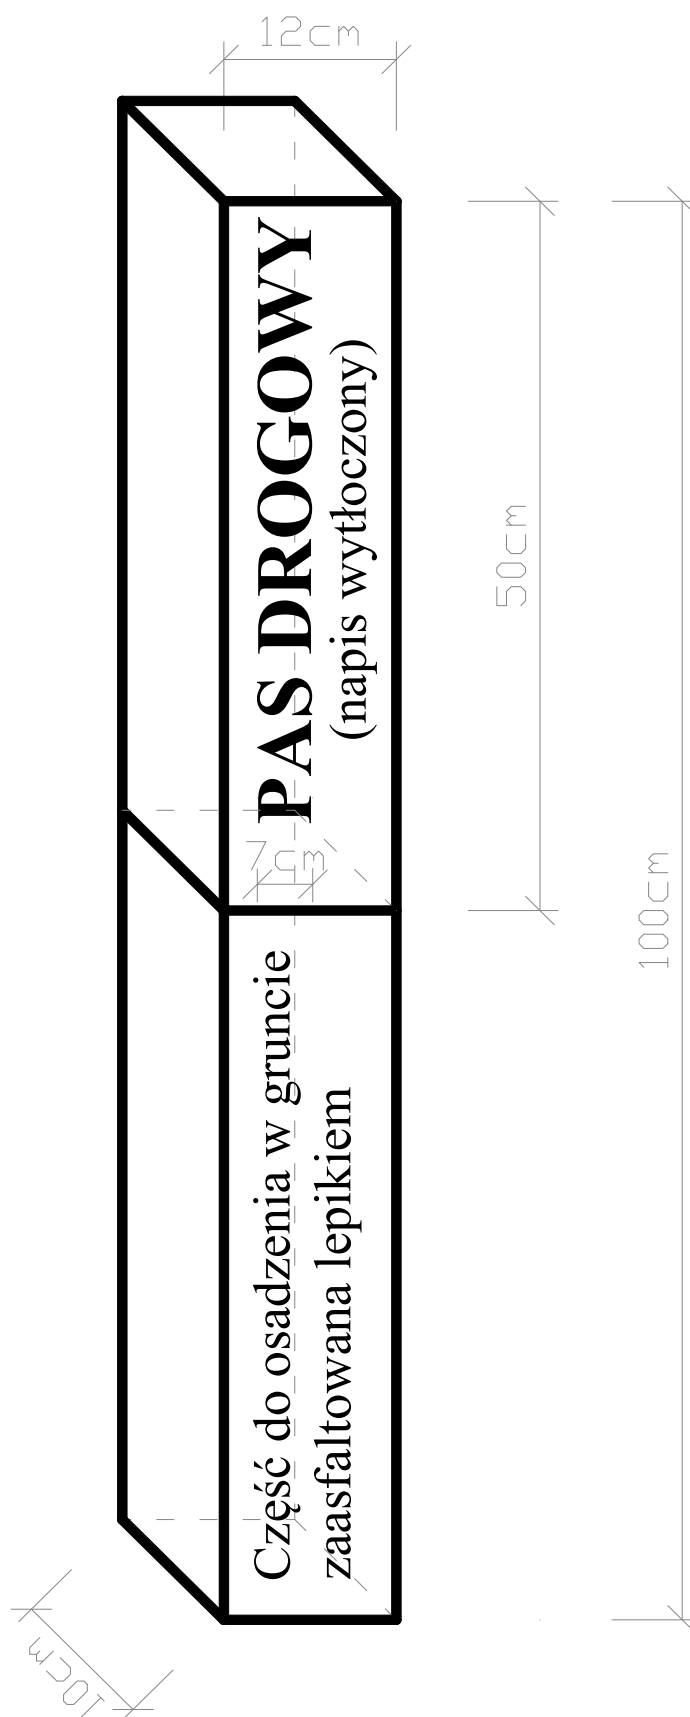 12cm
PAS DROGOWY
(napis wytłoczony)
50cm
100cm
7cm
Część do osadzenia w gruncie
zaasfaltowana lepikiem
10cm